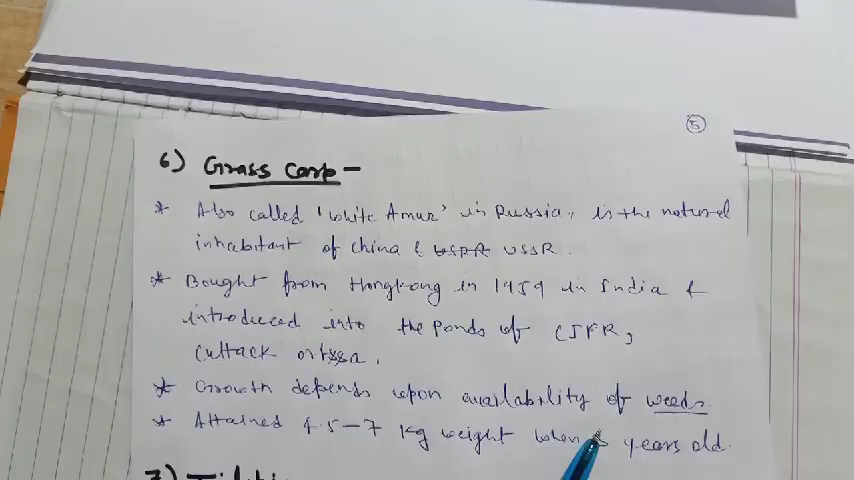 5
6) Grass Carp -
* Also called 'White Amur' in Russia, is the natural
inhabitant of China & USSR.
* Bought from Hongkong in 1959 in India &
introduced into the Ponds of CIFR,
Cuttack orissa.
* Growth depends upon availability of weeds.
* Attained 4.5-7 Kg weight when years old.
7)